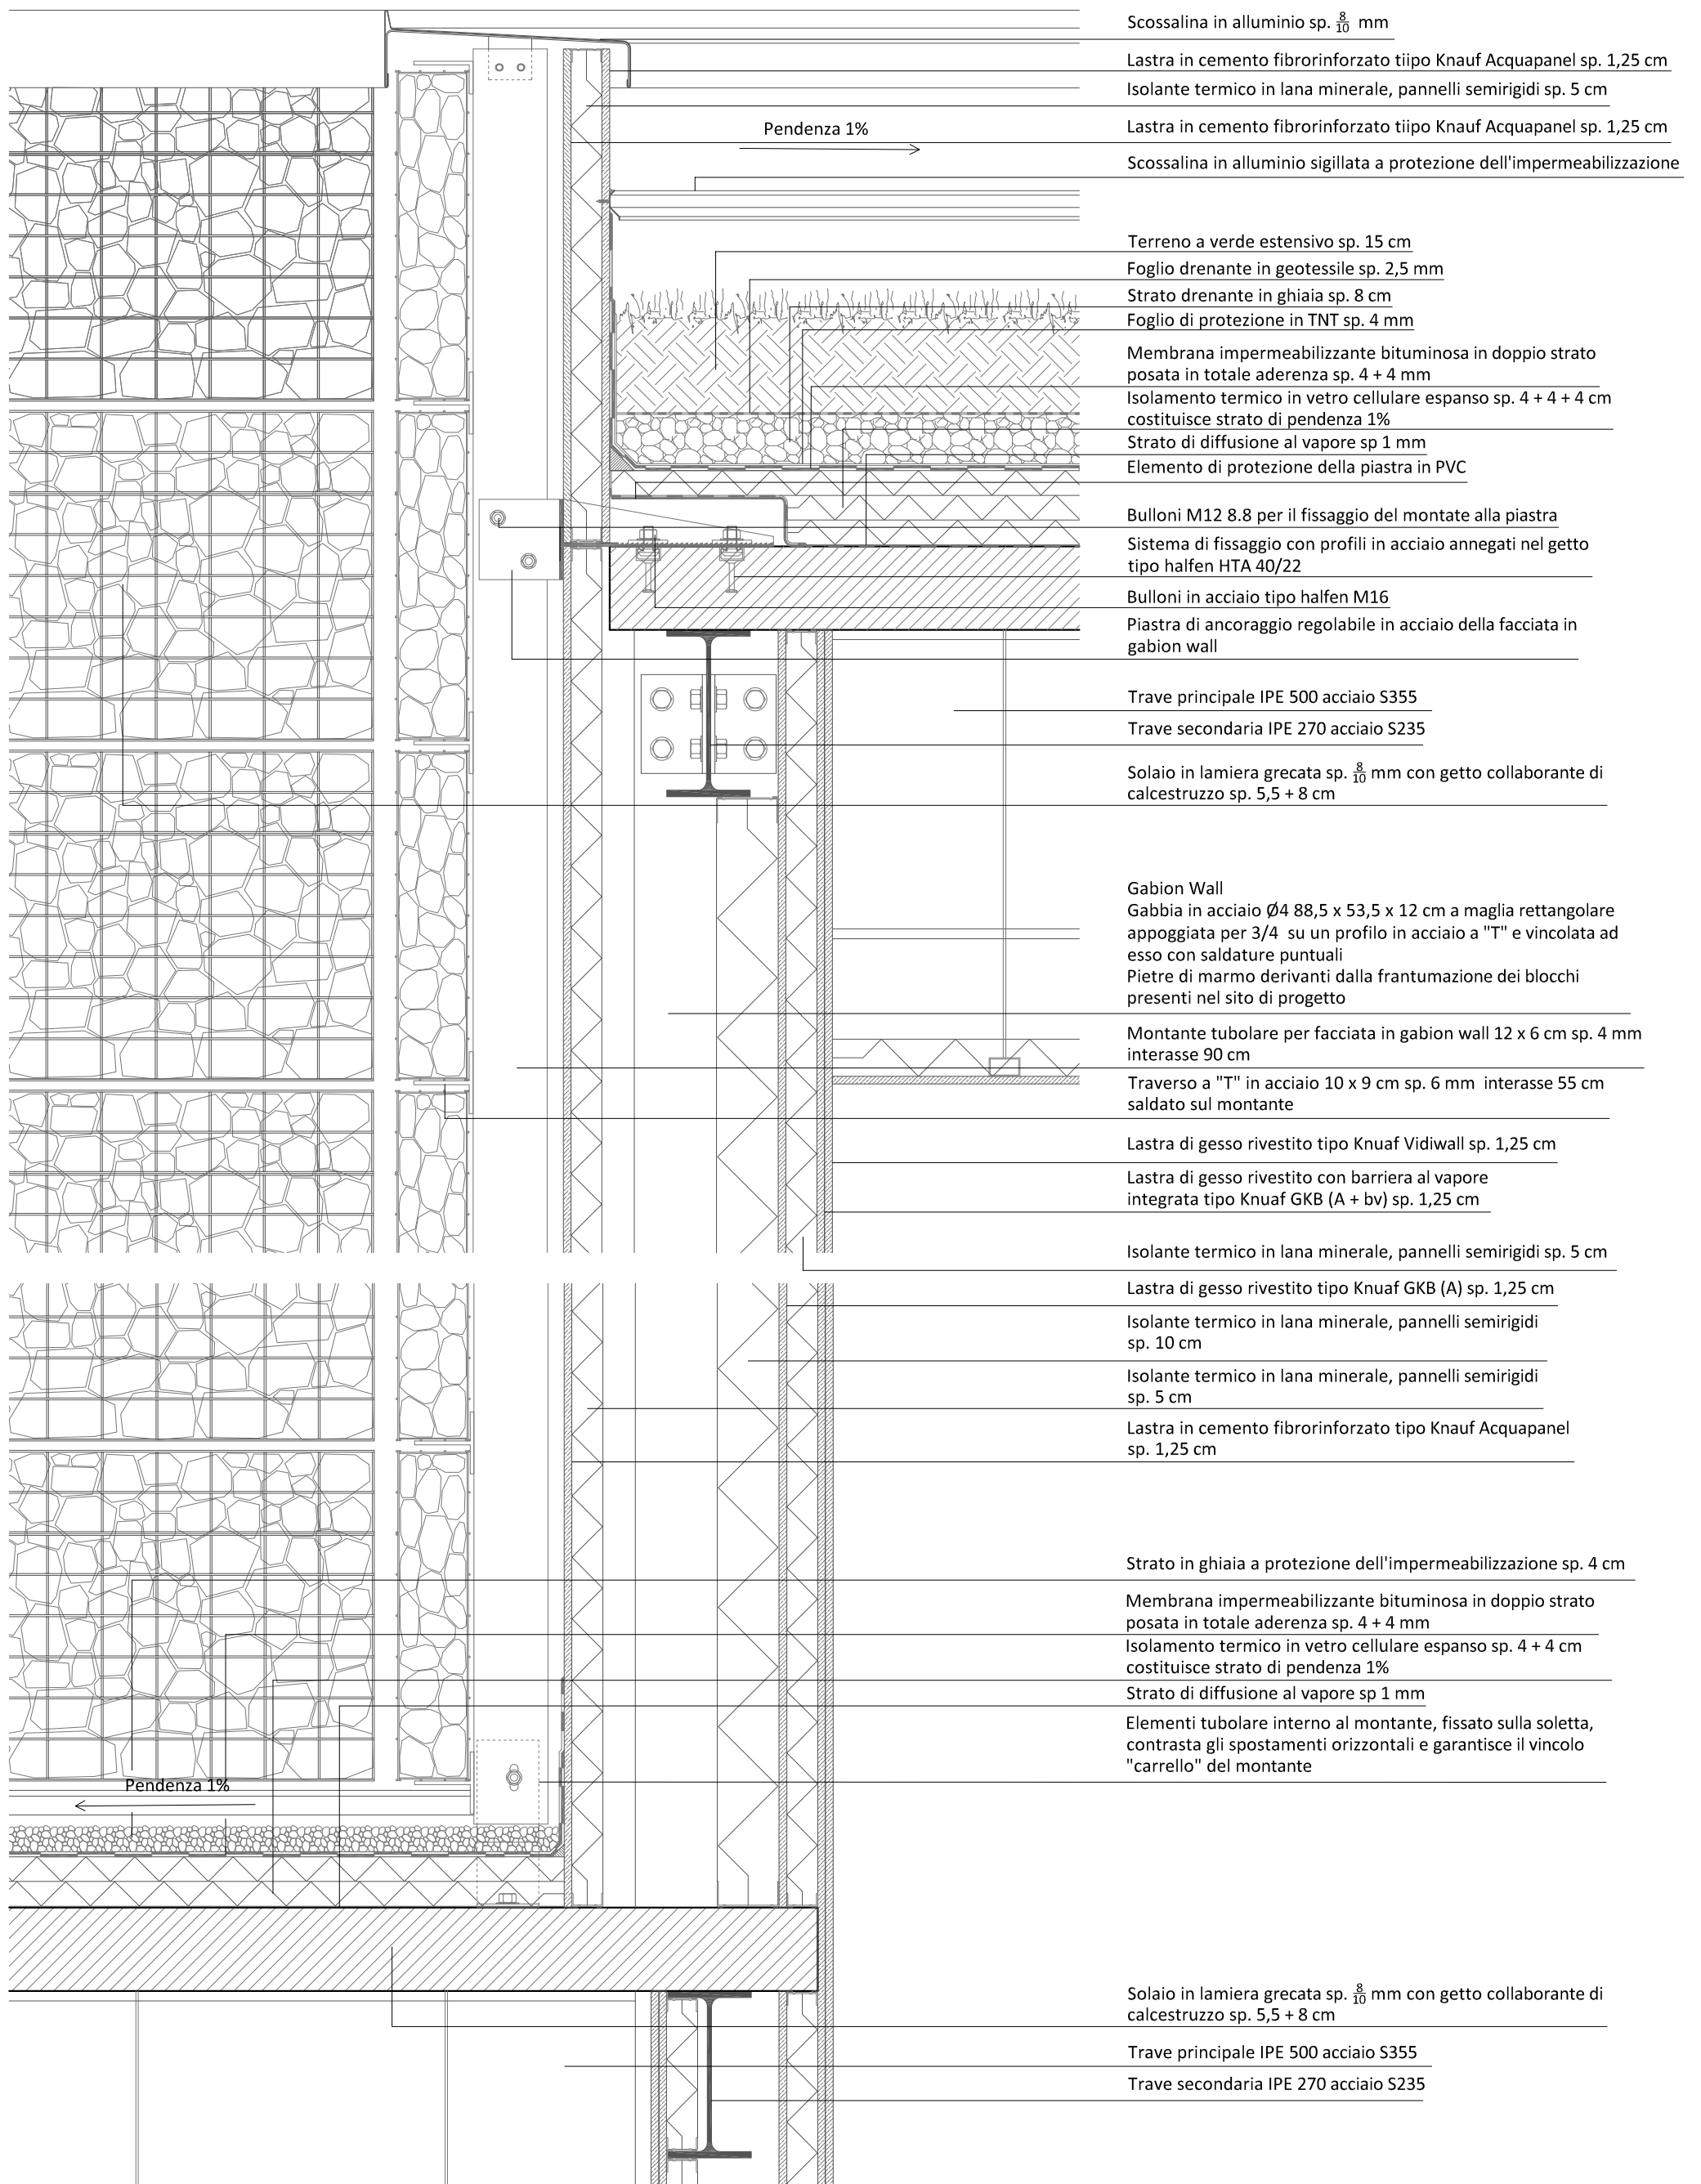 Scossalina in alluminio sp. 8/10 mm
Lastra in cemento fibrorinforzato tiipo Knauf Acquapanel sp. 1,25 cm
Isolante termico in lana minerale, pannelli semirigidi sp. 5 cm
Pendenza 1%
Lastra in cemento fibrorinforzato tiipo Knauf Acquapanel sp. 1,25 cm
Scossalina in alluminio sigillata a protezione dell'impermeabilizzazione
Terreno a verde estensivo sp. 15 cm
Foglio drenante in geotessile sp. 2,5 mm
Strato drenante in ghiaia sp. 8 cm
Foglio di protezione in TNT sp. 4 mm
Membrana impermeabilizzante bituminosa in doppio strato
posata in totale aderenza sp. 4 + 4 mm
Isolamento termico in vetro cellulare espanso sp. 4 + 4 + 4 cm
costituisce strato di pendenza 1%
Strato di diffusione al vapore sp 1 mm
Elemento di protezione della piastra in PVC
Bulloni M12 8.8 per il fissaggio del montate alla piastra
Sistema di fissaggio con profili in acciaio annegati nel getto
tipo halfen HTA 40/22
Bulloni in acciaio tipo halfen M16
Piastra di ancoraggio regolabile in acciaio della facciata in
gabion wall
Trave principale IPE 500 acciaio S355
Trave secondaria IPE 270 acciaio S235
Solaio in lamiera grecata sp. 8/10 mm con getto collaborante di
calcestruzzo sp. 5,5 + 8 cm
Gabion Wall
Gabbia in acciaio Ø4 88,5 x 53,5 x 12 cm a maglia rettangolare
appoggiata per 3/4 su un profilo in acciaio a "T" e vincolata ad
esso con saldature puntuali
Pietre di marmo derivanti dalla frantumazione dei blocchi
presenti nel sito di progetto
Montante tubolare per facciata in gabion wall 12 x 6 cm sp. 4 mm
interasse 90 cm
Traverso a "T" in acciaio 10 x 9 cm sp. 6 mm interasse 55 cm
saldato sul montante
Lastra di gesso rivestito tipo Knuaf Vidiwall sp. 1,25 cm
Lastra di gesso rivestito con barriera al vapore
integrata tipo Knuaf GKB (A + bv) sp. 1,25 cm
Isolante termico in lana minerale, pannelli semirigidi sp. 5 cm
Lastra di gesso rivestito tipo Knuaf GKB (A) sp. 1,25 cm
Isolante termico in lana minerale, pannelli semirigidi
sp. 10 cm
Isolante termico in lana minerale, pannelli semirigidi
sp. 5 cm
Lastra in cemento fibrorinforzato tipo Knauf Acquapanel
sp. 1,25 cm
Strato in ghiaia a protezione dell'impermeabilizzazione sp. 4 cm
Membrana impermeabilizzante bituminosa in doppio strato
posata in totale aderenza sp. 4 + 4 mm
Isolamento termico in vetro cellulare espanso sp. 4 + 4 cm
costituisce strato di pendenza 1%
Strato di diffusione al vapore sp 1 mm
Elementi tubolare interno al montante, fissato sulla soletta,
contrasta gli spostamenti orizzontali e garantisce il vincolo
"carrello" del montante
Pendenza 1%
Solaio in lamiera grecata sp. 8/10 mm con getto collaborante di
calcestruzzo sp. 5,5 + 8 cm
Trave principale IPE 500 acciaio S355
Trave secondaria IPE 270 acciaio S235